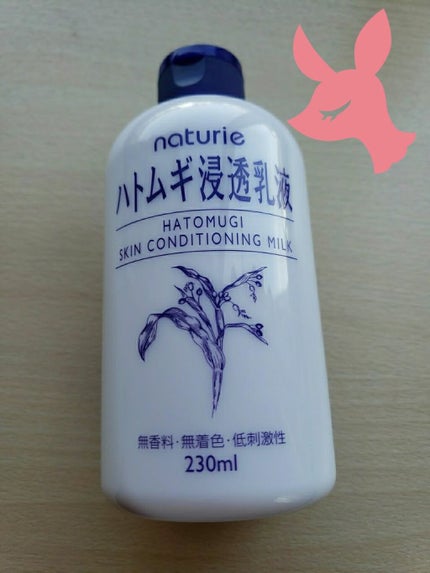 naturie
ハトムギ浸透乳液
HATOMUGI
SKIN CONDITIONING MILK
無香料・無着色・低刺激性
230ml